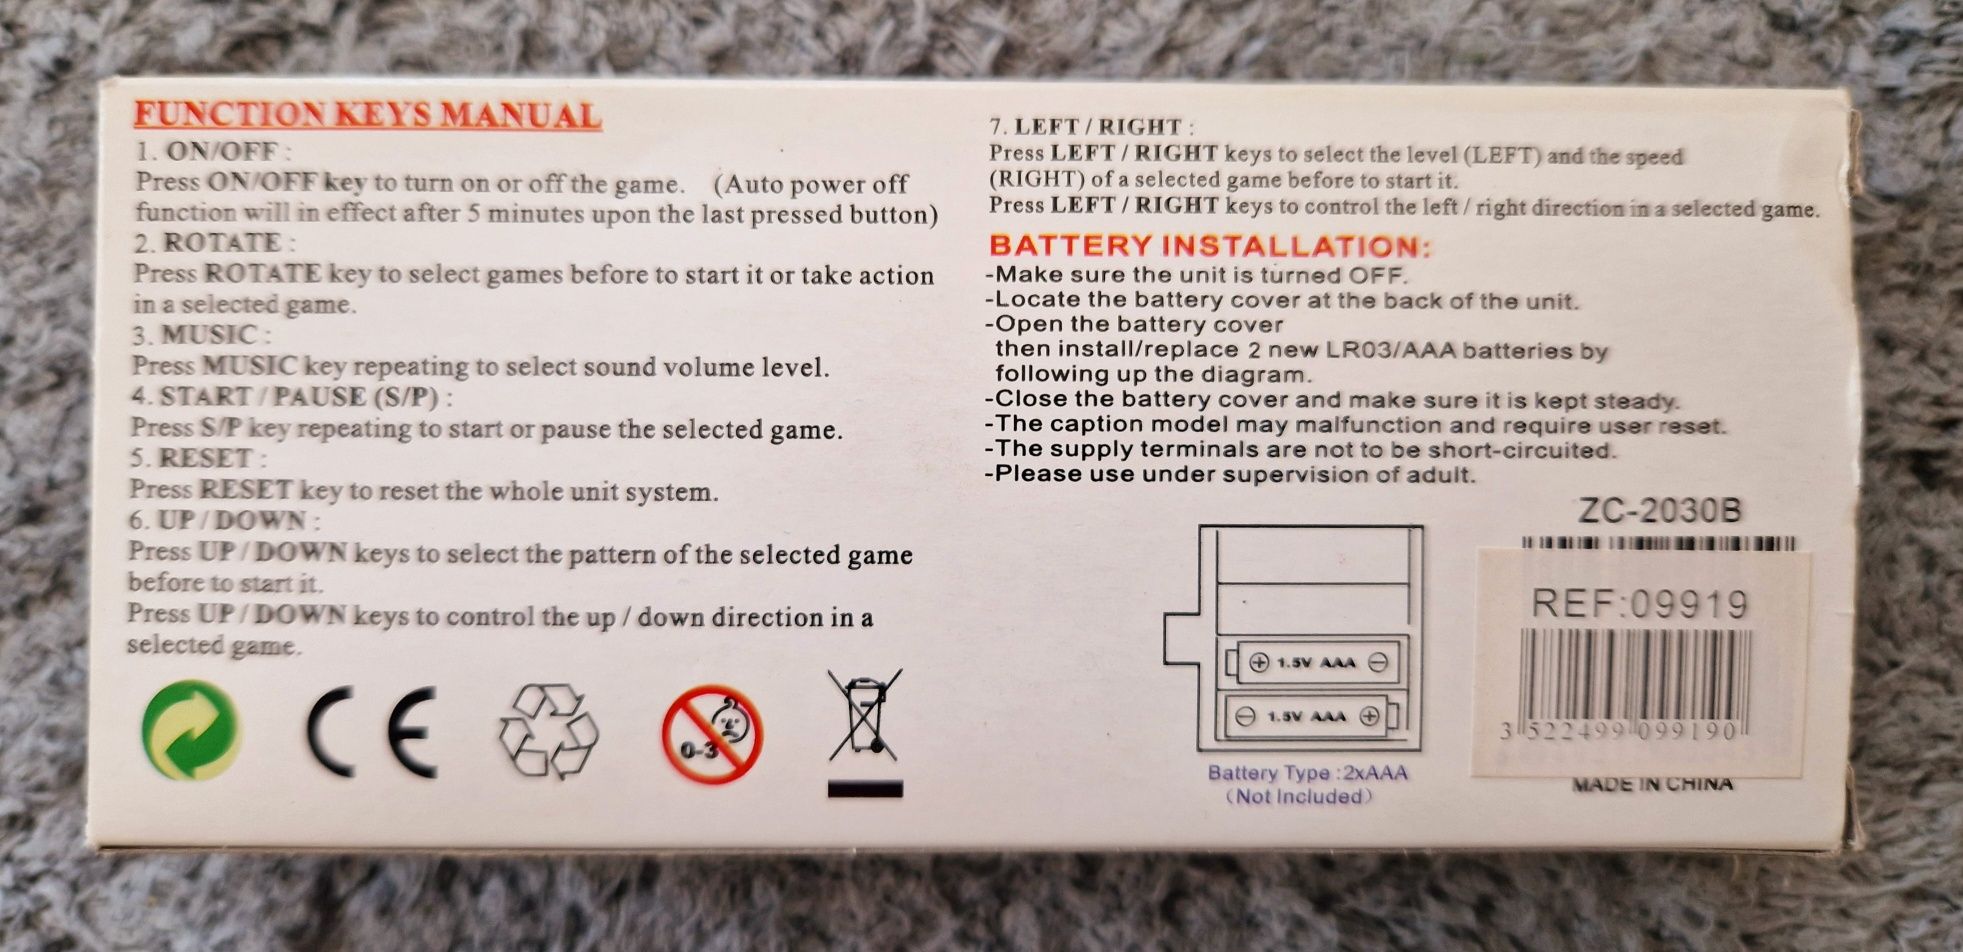 FUNCTION KEYS MANUAL
1. ON/OFF :
Press ON/OFF key to turn on or off the game. (Auto power off
function will in effect after 5 minutes upon the last pressed button)
2. ROTATE :
Press ROTATE key to select games before to start it or take action
in a selected game.
3. MUSIC :
Press MUSIC key repeating to select sound volume level.
4. START / PAUSE (S/P) :
Press S/P key repeating to start or pause the selected game.
5. RESET :
Press RESET key to reset the whole unit system.
6. UP / DOWN :
Press UP / DOWN keys to select the pattern of the selected game
before to start it.
Press UP / DOWN keys to control the up / down direction in a
selected game.
CE
0-3
7. LEFT / RIGHT :
Press LEFT / RIGHT keys to select the level (LEFT) and the speed
(RIGHT) of a selected game before to start it.
Press LEFT / RIGHT keys to control the left / right direction in a selected game.
BATTERY INSTALLATION:
-Make sure the unit is turned OFF.
-Locate the battery cover at the back of the unit.
-Open the battery cover
then install/replace 2 new LR03/AAA batteries by
following up the diagram.
-Close the battery cover and make sure it is kept steady.
-The caption model may malfunction and require user reset.
-The supply terminals are not to be short-circuited.
-Please use under supervision of adult.
+ 1.5V AAA -
- 1.5V AAA +
Battery Type :2xAAA
(Not Included)
ZC-2030B
REF:09919
3 522499 099190
MADE IN CHINA